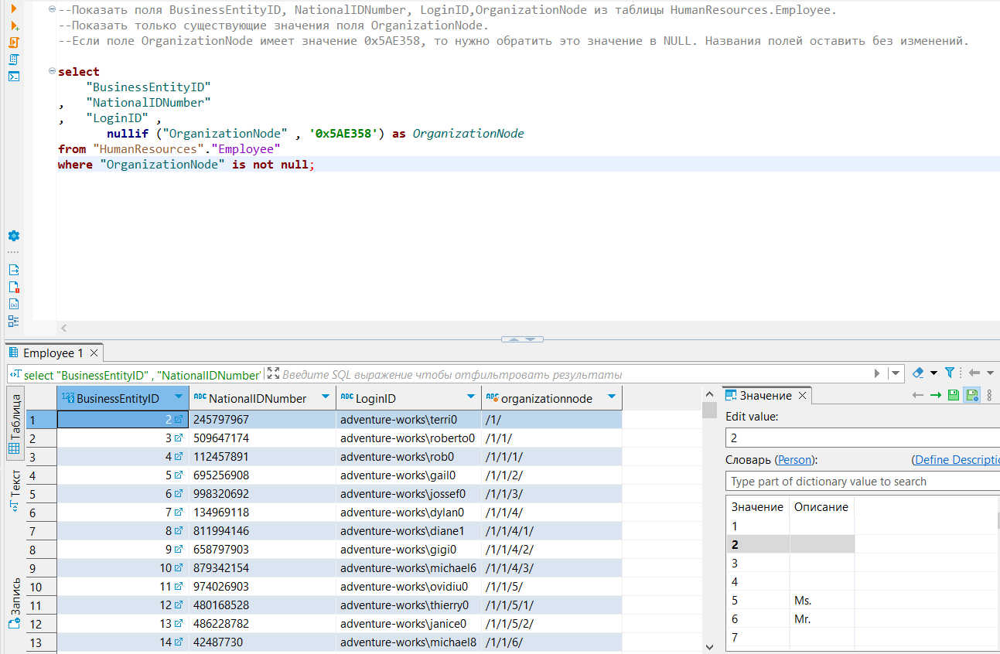 --Показать поля BusinessEntityID, NationalIDNumber, LoginID,OrganizationNode из таблицы HumanResources.Employee.
--Показать только существующие значения поля OrganizationNode.
--Если поле OrganizationNode имеет значение 0x5AE358, то нужно обратить это значение в NULL. Названия полей оставить без изменений.
select
"BusinessEntityID"
, "NationalIDNumber"
, "LoginID" ,
nullif ("OrganizationNode" , '0x5AE358') as OrganizationNode
from "HumanResources"."Employee"
where "OrganizationNode" is not null;
Employee 1
select "BusinessEntityID" , "NationalIDNumber" Введите SQL выражение чтобы отфильтровать результаты
Таблица
Текст
Запись
123 BusinessEntityID ABC NationalIDNumber ABC LoginID ABC organizationnode
1 2 245797967 adventure-works\terri0 /1/
2 3 509647174 adventure-works\roberto0 /1/1/
3 4 112457891 adventure-works\rob0 /1/1/1/
4 5 695256908 adventure-works\gail0 /1/1/2/
5 6 998320692 adventure-works\jossef0 /1/1/3/
6 7 134969118 adventure-works\dylan0 /1/1/4/
7 8 811994146 adventure-works\diane1 /1/1/4/1/
8 9 658797903 adventure-works\gigi0 /1/1/4/2/
9 10 879342154 adventure-works\michael6 /1/1/4/3/
10 11 974026903 adventure-works\ovidiu0 /1/1/5/
11 12 480168528 adventure-works\thierry0 /1/1/5/1/
12 13 486228782 adventure-works\janice0 /1/1/5/2/
13 14 42487730 adventure-works\michael8 /1/1/6/
Значение
Edit value:
2
Словарь (Person): (Define Descriptio
Type part of dictionary value to search
Значение Описание
1
2
3
4
5 Ms.
6 Mr.
7